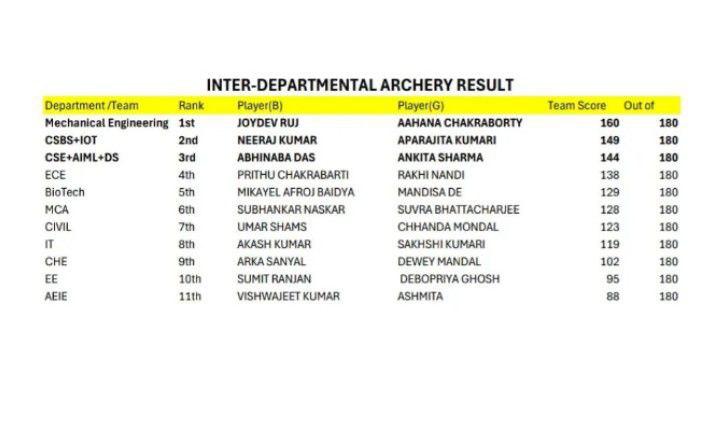 INTER-DEPARTMENTAL ARCHERY RESULT
Department /Team Rank Player(B) Player(G) Team Score Out of
Mechanical Engineering 1st JOYDEV RUJ AAHANA CHAKRABORTY 160 180
CSBS+IOT 2nd NEERAJ KUMAR APARAJITA KUMARI 149 180
CSE+AIML+DS 3rd ABHINABA DAS ANKITA SHARMA 144 180
ECE 4th PRITHU CHAKRABARTI RAKHI NANDI 138 180
BioTech 5th MIKAYEL AFROJ BAIDYA MANDISA DE 129 180
MCA 6th SUBHANKAR NASKAR SUVRA BHATTACHARJEE 128 180
CIVIL 7th UMAR SHAMS CHHANDA MONDAL 123 180
IT 8th AKASH KUMAR SAKHSHI KUMARI 119 180
CHE 9th ARKA SANYAL DEWEY MANDAL 102 180
EE 10th SUMIT RANJAN DEBOPRIYA GHOSH 95 180
AEIE 11th VISHWAJEET KUMAR ASHMITA 88 180